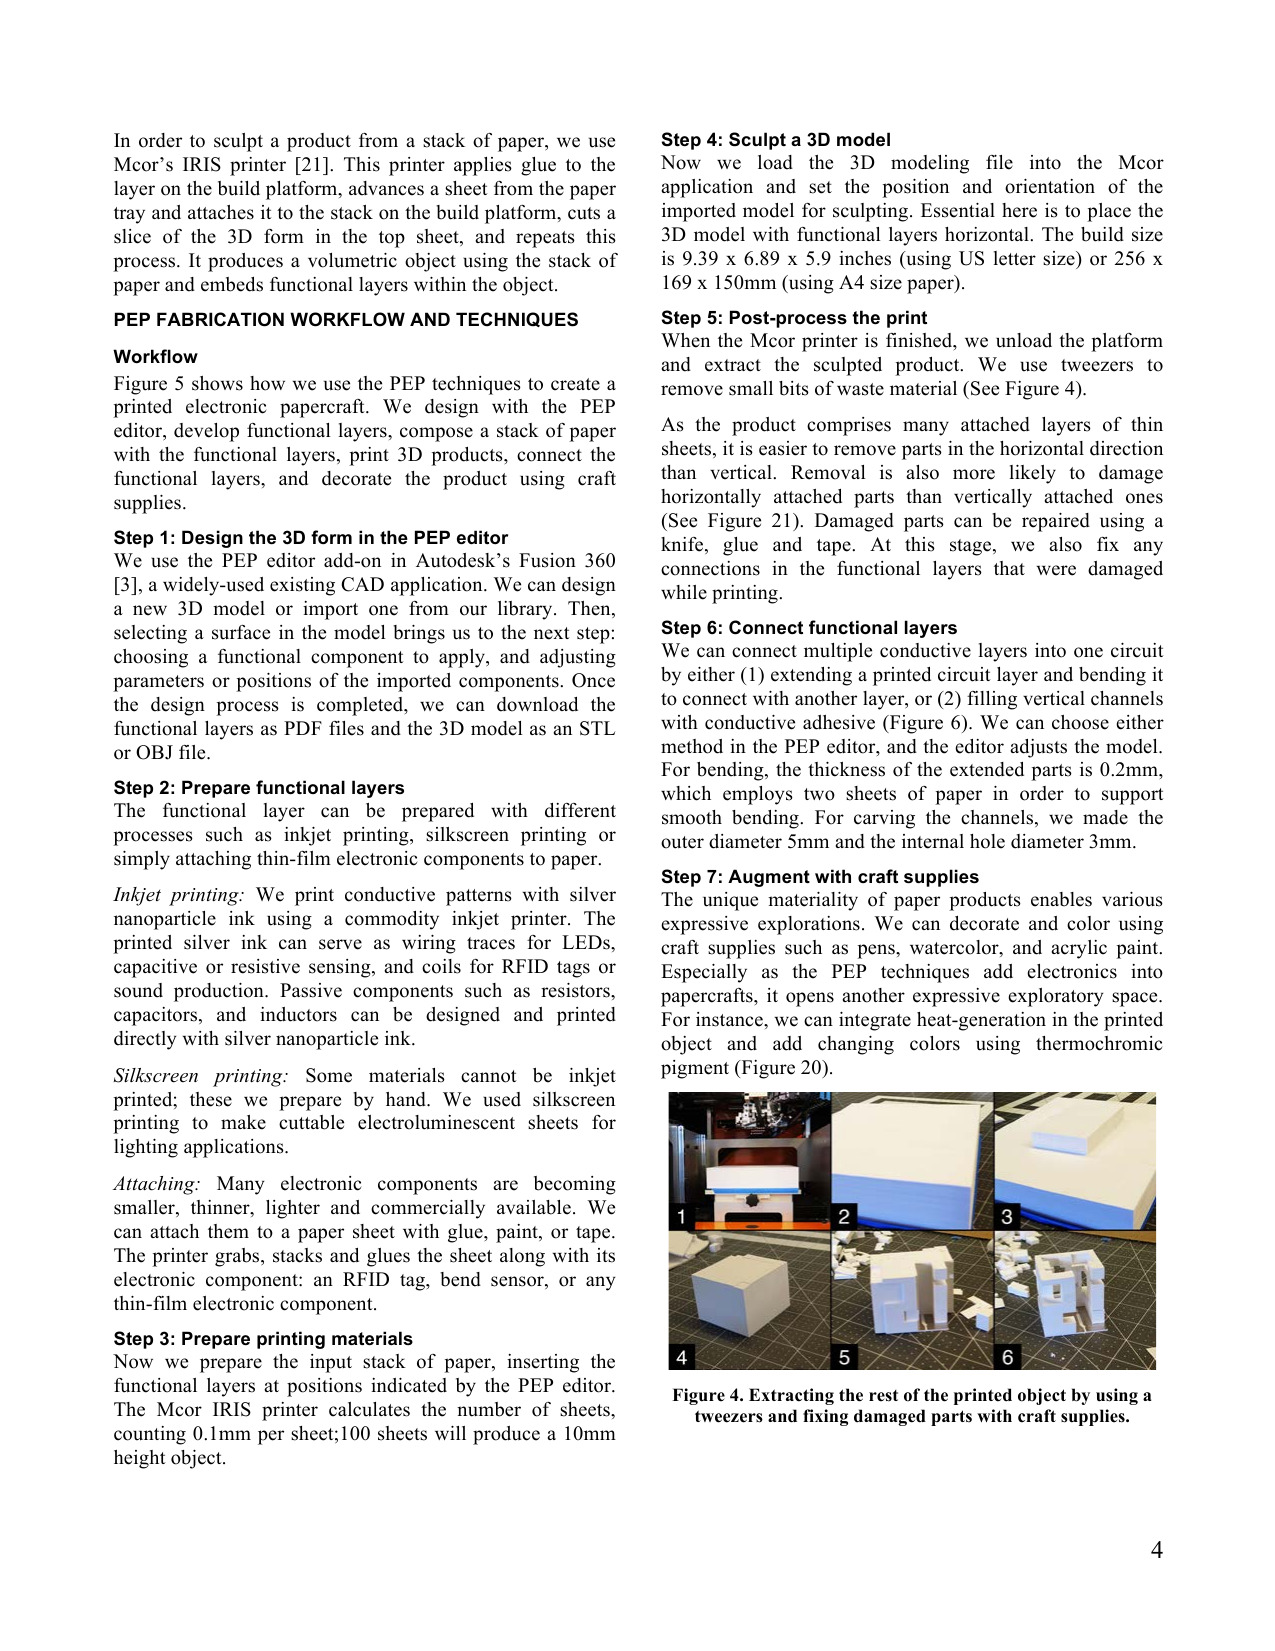 In order to sculpt a product from a stack of paper, we use
Mcor's IRIS printer [21]. This printer applies glue to the
layer on the build platform, advances a sheet from the paper
tray and attaches it to the stack on the build platform, cuts a
slice of the 3D form in the top sheet, and repeats this
process. It produces a volumetric object using the stack of
paper and embeds functional layers within the object.
PEP FABRICATION WORKFLOW AND TECHNIQUES
Workflow
Figure 5 shows how we use the PEP techniques to create a
printed electronic papercraft. We design with the PEP
editor, develop functional layers, compose a stack of paper
with the functional layers, print 3D products, connect the
functional layers, and decorate the product using craft
supplies.
Step 1: Design the 3D form in the PEP editor
We use the PEP editor add-on in Autodesk's Fusion 360
[3], a widely-used existing CAD application. We can design
a new 3D model or import one from our library. Then,
selecting a surface in the model brings us to the next step:
choosing a functional component to apply, and adjusting
parameters or positions of the imported components. Once
the design process is completed, we can download the
functional layers as PDF files and the 3D model as an STL
or OBJ file.
Step 2: Prepare functional layers
The functional layer can be prepared with different
processes such as inkjet printing, silkscreen printing or
simply attaching thin-film electronic components to paper.
Inkjet printing: We print conductive patterns with silver
nanoparticle ink using a commodity inkjet printer. The
printed silver ink can serve as wiring traces for LEDs,
capacitive or resistive sensing, and coils for RFID tags or
sound production. Passive components such as resistors,
capacitors, and inductors can be designed and printed
directly with silver nanoparticle ink.
Silkscreen printing: Some materials cannot be inkjet
printed; these we prepare by hand. We used silkscreen
printing to make cuttable electroluminescent sheets for
lighting applications.
Attaching: Many electronic components are becoming
smaller, thinner, lighter and commercially available. We
can attach them to a paper sheet with glue, paint, or tape.
The printer grabs, stacks and glues the sheet along with its
electronic component: an RFID tag, bend sensor, or any
thin-film electronic component.
Step 3: Prepare printing materials
Now we prepare the input stack of paper, inserting the
functional layers at positions indicated by the PEP editor.
The Mcor IRIS printer calculates the number of sheets,
counting 0.1mm per sheet;100 sheets will produce a 10mm
height object.
Step 4: Sculpt a 3D model
Now we load the 3D modeling file into the Mcor
application and set the position and orientation of the
imported model for sculpting. Essential here is to place the
3D model with functional layers horizontal. The build size
is 9.39 x 6.89 x 5.9 inches (using US letter size) or 256 x
169 x 150mm (using A4 size paper).
Step 5: Post-process the print
When the Mcor printer is finished, we unload the platform
and extract the sculpted product. We use tweezers to
remove small bits of waste material (See Figure 4).
As the product comprises many attached layers of thin
sheets, it is easier to remove parts in the horizontal direction
than vertical. Removal is also more likely to damage
horizontally attached parts than vertically attached ones
(See Figure 21). Damaged parts can be repaired using a
knife, glue and tape. At this stage, we also fix any
connections in the functional layers that were damaged
while printing.
Step 6: Connect functional layers
We can connect multiple conductive layers into one circuit
by either (1) extending a printed circuit layer and bending it
to connect with another layer, or (2) filling vertical channels
with conductive adhesive (Figure 6). We can choose either
method in the PEP editor, and the editor adjusts the model.
For bending, the thickness of the extended parts is 0.2mm,
which employs two sheets of paper in order to support
smooth bending. For carving the channels, we made the
outer diameter 5mm and the internal hole diameter 3mm.
Step 7: Augment with craft supplies
The unique materiality of paper products enables various
expressive explorations. We can decorate and color using
craft supplies such as pens, watercolor, and acrylic paint.
Especially as the PEP techniques add electronics into
papercrafts, it opens another expressive exploratory space.
For instance, we can integrate heat-generation in the printed
object and add changing colors using thermochromic
pigment (Figure 20).
1
2
3
4
5
6
Figure 4. Extracting the rest of the printed object by using a
tweezers and fixing damaged parts with craft supplies.
4